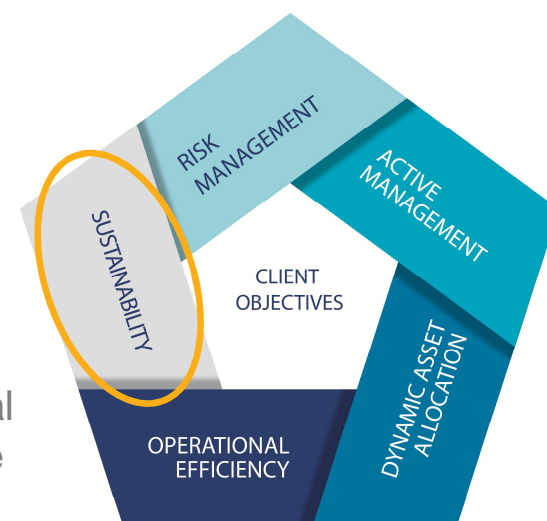 RISK
MANAGEMENT
ACTIVE
MANAGEMENT
SUSTAINABILITY
CLIENT
OBJECTIVES
DYNAMIC ASSET
ALLOCATION
OPERATIONAL
EFFICIENCY